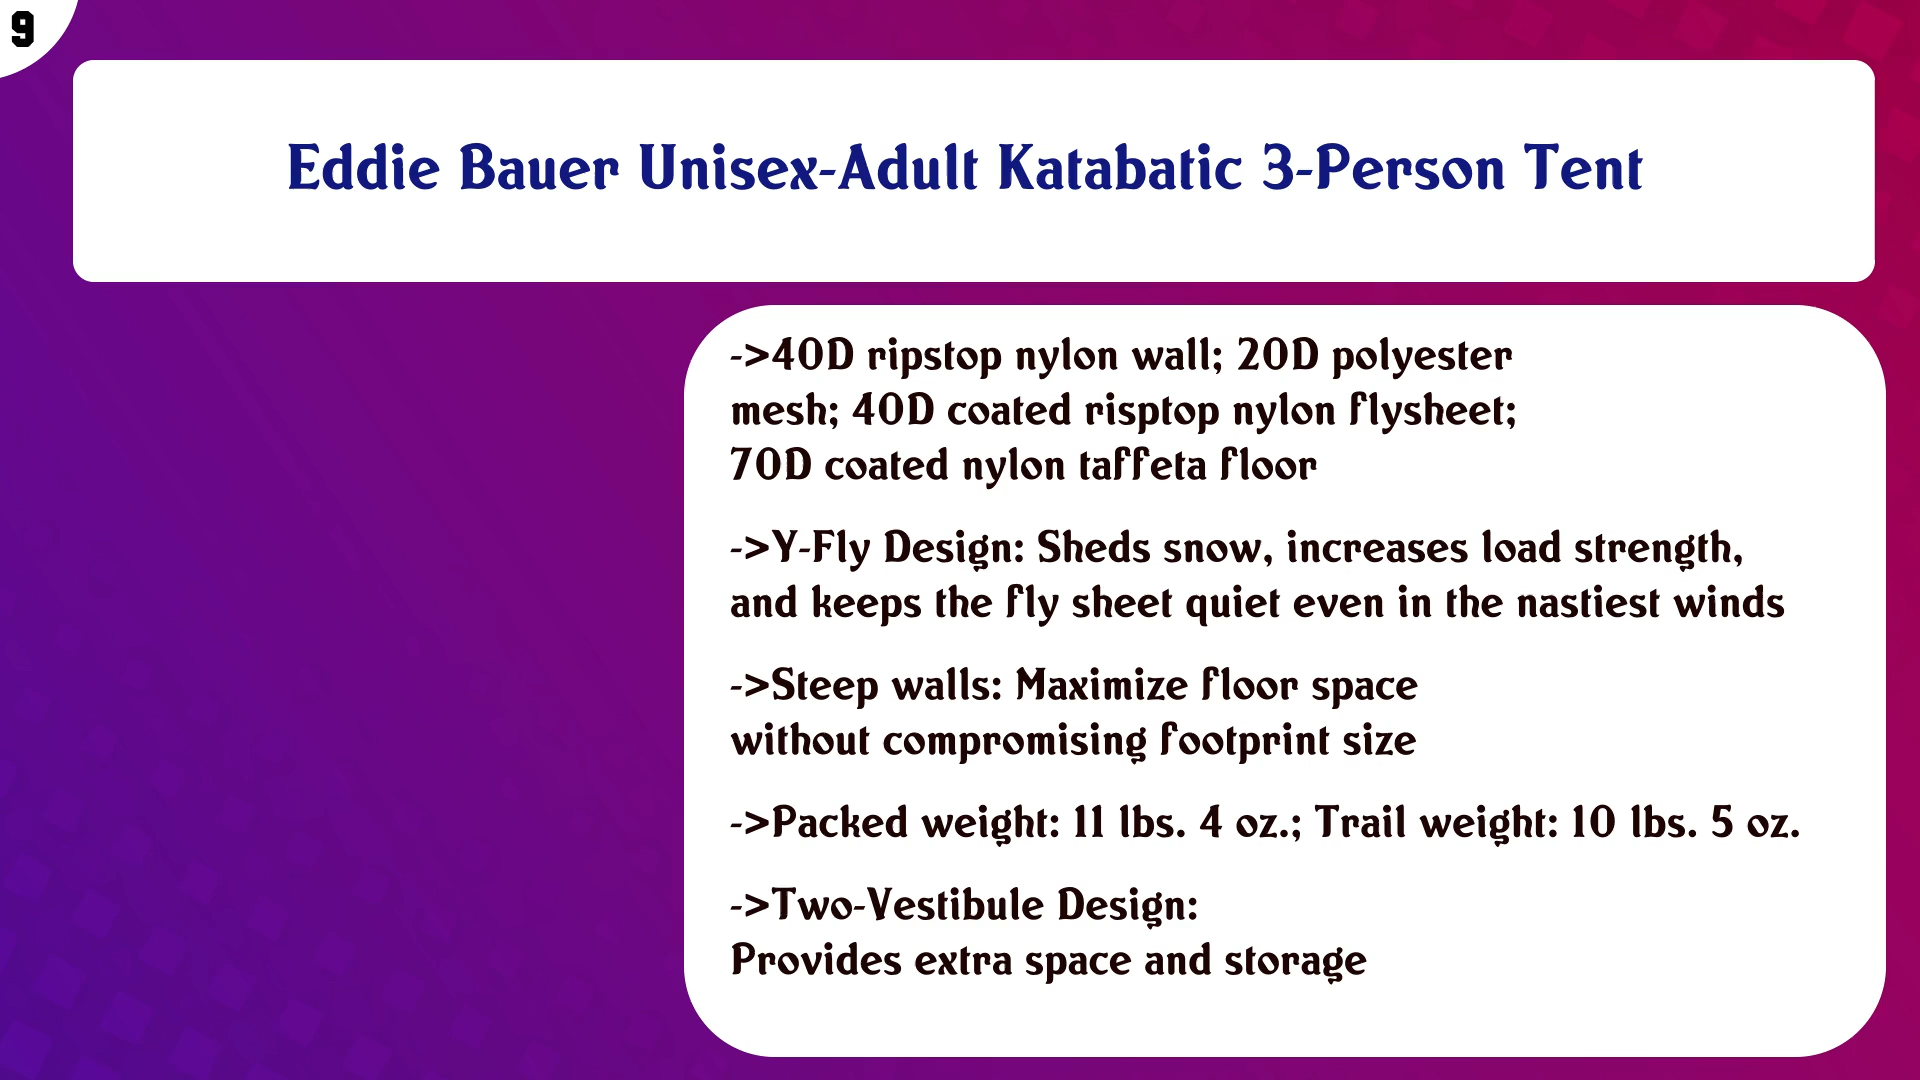 9
Eddie Bauer Unisex-Adult Katabatic 3-Person Tent
->40D ripstop nylon wall; 20D polyester
mesh; 40D coated risptop nylon flysheet;
70D coated nylon taffeta floor
->Y-Fly Design: Sheds snow, increases load strength,
and keeps the fly sheet quiet even in the nastiest winds
->Steep walls: Maximize floor space
without compromising footprint size
->Packed weight: 11 lbs. 4 oz.; Trail weight: 10 lbs. 5 oz.
->Two-Vestibule Design:
Provides extra space and storage